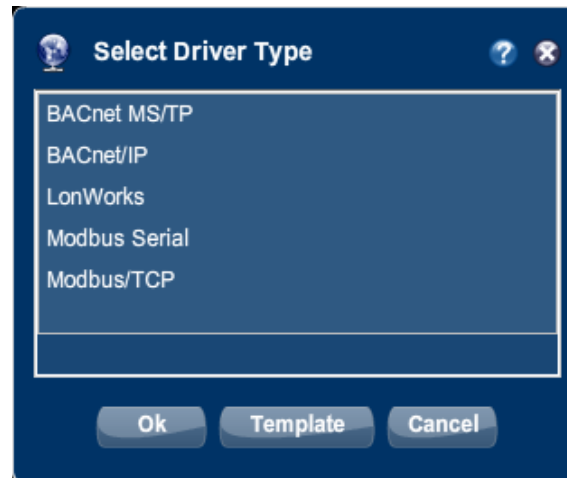 Select Driver Type ?
BACnet MS/TP
BACnet/IP
LonWorks
Modbus Serial
Modbus/TCP
Ok Template Cancel